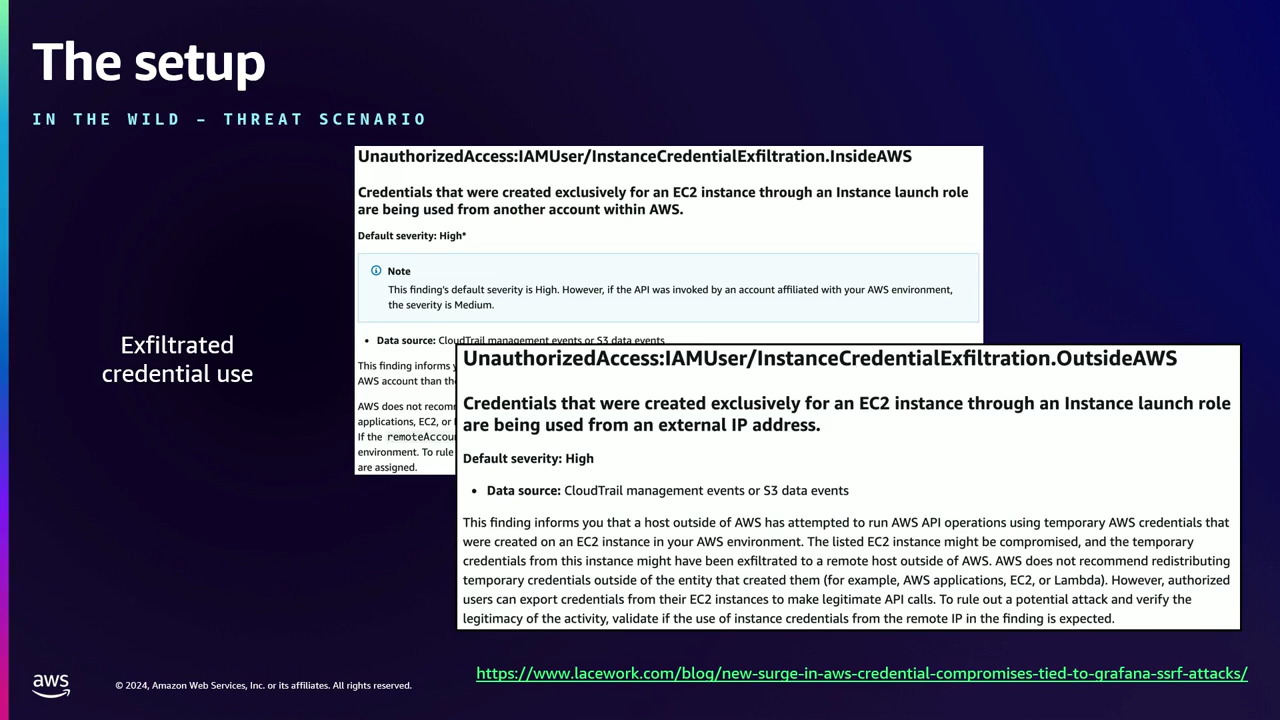 The setup
IN THE WILD – THREAT SCENARIO
Exfiltrated
credential use
UnauthorizedAccess:IAMUser/InstanceCredentialExfiltration.InsideAWS
Credentials that were created exclusively for an EC2 instance through an Instance launch role
are being used from another account within AWS.
Default severity: High*
Note
This finding's default severity is High. However, if the API was invoked by an account affiliated with your AWS environment,
the severity is Medium.
• Data source: CloudTrail management events or S3 data events
This finding informs
AWS account than
AWS does not
applications, EC2, or
If the
environment. To rule
are assigned.
UnauthorizedAccess:IAMUser/InstanceCredentialExfiltration.OutsideAWS
Credentials that were created exclusively for an EC2 instance through an Instance launch role
are being used from an external IP address.
Default severity: High
• Data source: CloudTrail management events or S3 data events
This finding informs you that a host outside of AWS has attempted to run AWS API operations using temporary AWS credentials that
were created on an EC2 instance in your AWS environment. The listed EC2 instance might be compromised, and the temporary
credentials from this instance might have been exfiltrated to a remote host outside of AWS. AWS does not recommend redistributing
temporary credentials outside of the entity that created them (for example, AWS applications, EC2, or Lambda). However, authorized
users can export credentials from their EC2 instances to make legitimate API calls. To rule out a potential attack and verify the
legitimacy of the activity, validate if the use of instance credentials from the remote IP in the finding is expected.
https://www.lacework.com/blog/new-surge-in-aws-credential-compromises-tied-to-grafana-ssrf-attacks/
aws
© 2024, Amazon Web Services, Inc. or its affiliates. All rights reserved.